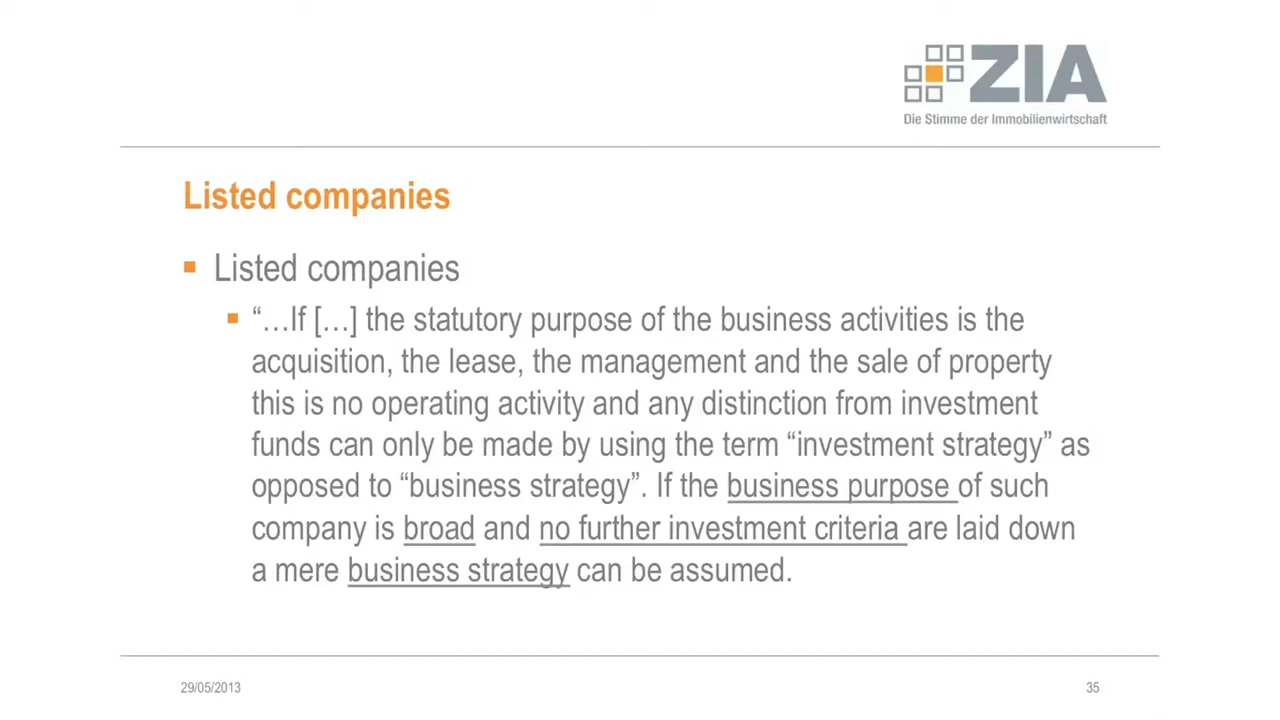 ZIA
Die Stimme der Immobilienwirtschaft
Listed companies
Listed companies
“…If […] the statutory purpose of the business activities is the
acquisition, the lease, the management and the sale of property
this is no operating activity and any distinction from investment
funds can only be made by using the term “investment strategy” as
opposed to “business strategy”. If the business purpose of such
company is broad and no further investment criteria are laid down
a mere business strategy can be assumed.
29/05/2013
35